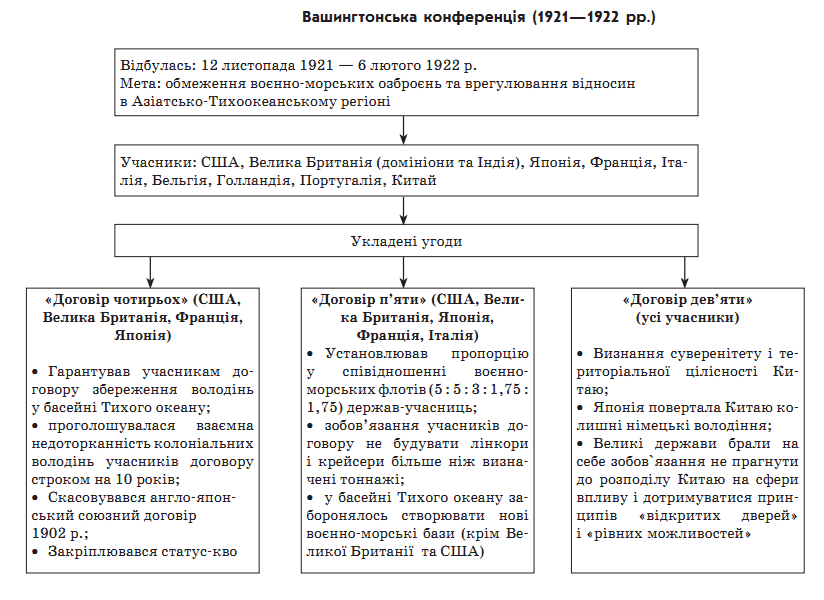 Вашингтонська конференція (1921—1922 рр.)
Відбулась: 12 листопада 1921 — 6 лютого 1922 р.
Мета: обмеження воєнно-морських озброєнь та врегулювання відносин
в Азіатсько-Тихоокеанському регіоні
Учасники: США, Велика Британія (домініони та Індія), Японія, Франція, Іта-
лія, Бельгія, Голландія, Португалія, Китай
Укладені угоди
«Договір чотирьох» (США,
Велика Британія, Франція,
Японія)
• Гарантував учасникам до-
говору збереження володінь
у басейні Тихого океану;
• проголошувалася взаємна
недоторканність колоніальних
володінь учасників договору
строком на 10 років;
• Скасовувався англо-япон-
ський союзний договір
1902 р.;
• Закріплювався статус-кво
«Договір п’яти» (США, Вели-
ка Британія, Японія,
Франція, Італія)
• Установлював пропорцію
у співвідношенні воєнно-
морських флотів (5 : 5 : 3 : 1,75 :
1,75) держав-учасниць;
• зобов’язання учасників до-
говору не будувати лінкори
і крейсери більше ніж визна-
чені тоннажі;
• у басейні Тихого океану за-
боронялось створювати нові
воєнно-морські бази (крім Ве-
ликої Британії та США)
«Договір дев’яти»
(усі учасники)
• Визнання суверенітету і те-
риторіальної цілісності Ки-
таю;
• Японія повертала Китаю ко-
лишні німецькі володіння;
• Великі держави брали на
себе зобов`язання не прагнути
до розподілу Китаю на сфери
впливу і дотримуватися прин-
ципів «відкритих дверей»
і «рівних можливостей»